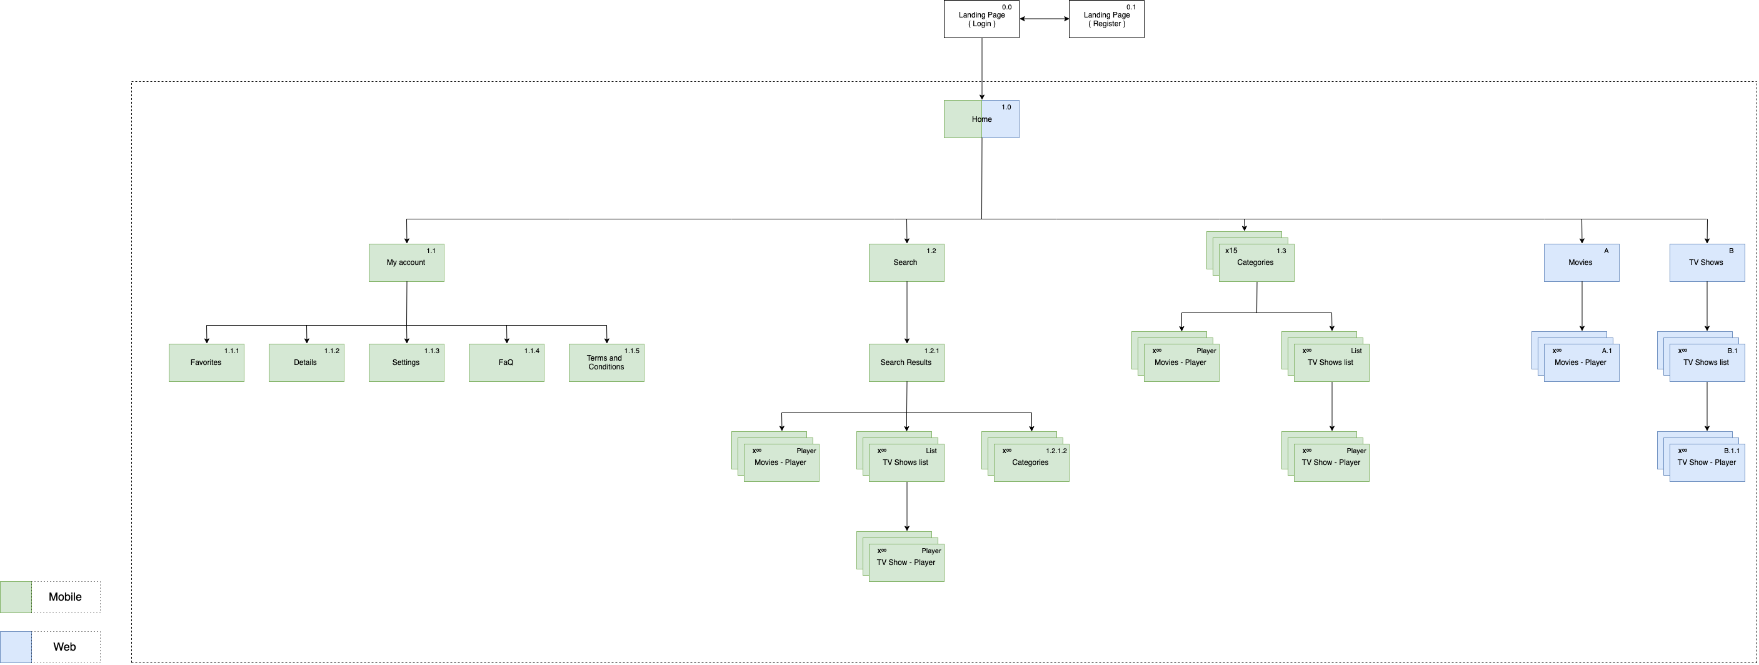 0.0
Landing Page
( Login )
0.1
Landing Page
( Register )
1.0
Home
1.1
My account
1.2
Search
x15 1.3
Categories
A
Movies
B
TV Shows
1.1.1
Favorites
1.1.2
Details
1.1.3
Settings
1.1.4
FaQ
1.1.5
Terms and
Conditions
1.2.1
Search Results
x∞ Player
Movies - Player
x∞ List
TV Shows list
x∞ A.1
Movies - Player
x∞ B.1
TV Shows list
x∞ Player
Movies - Player
x∞ List
TV Shows list
x∞ 1.2.1.2
Categories
x∞ Player
TV Show - Player
x∞ B.1.1
TV Show - Player
x∞ Player
TV Show - Player
Mobile
Web